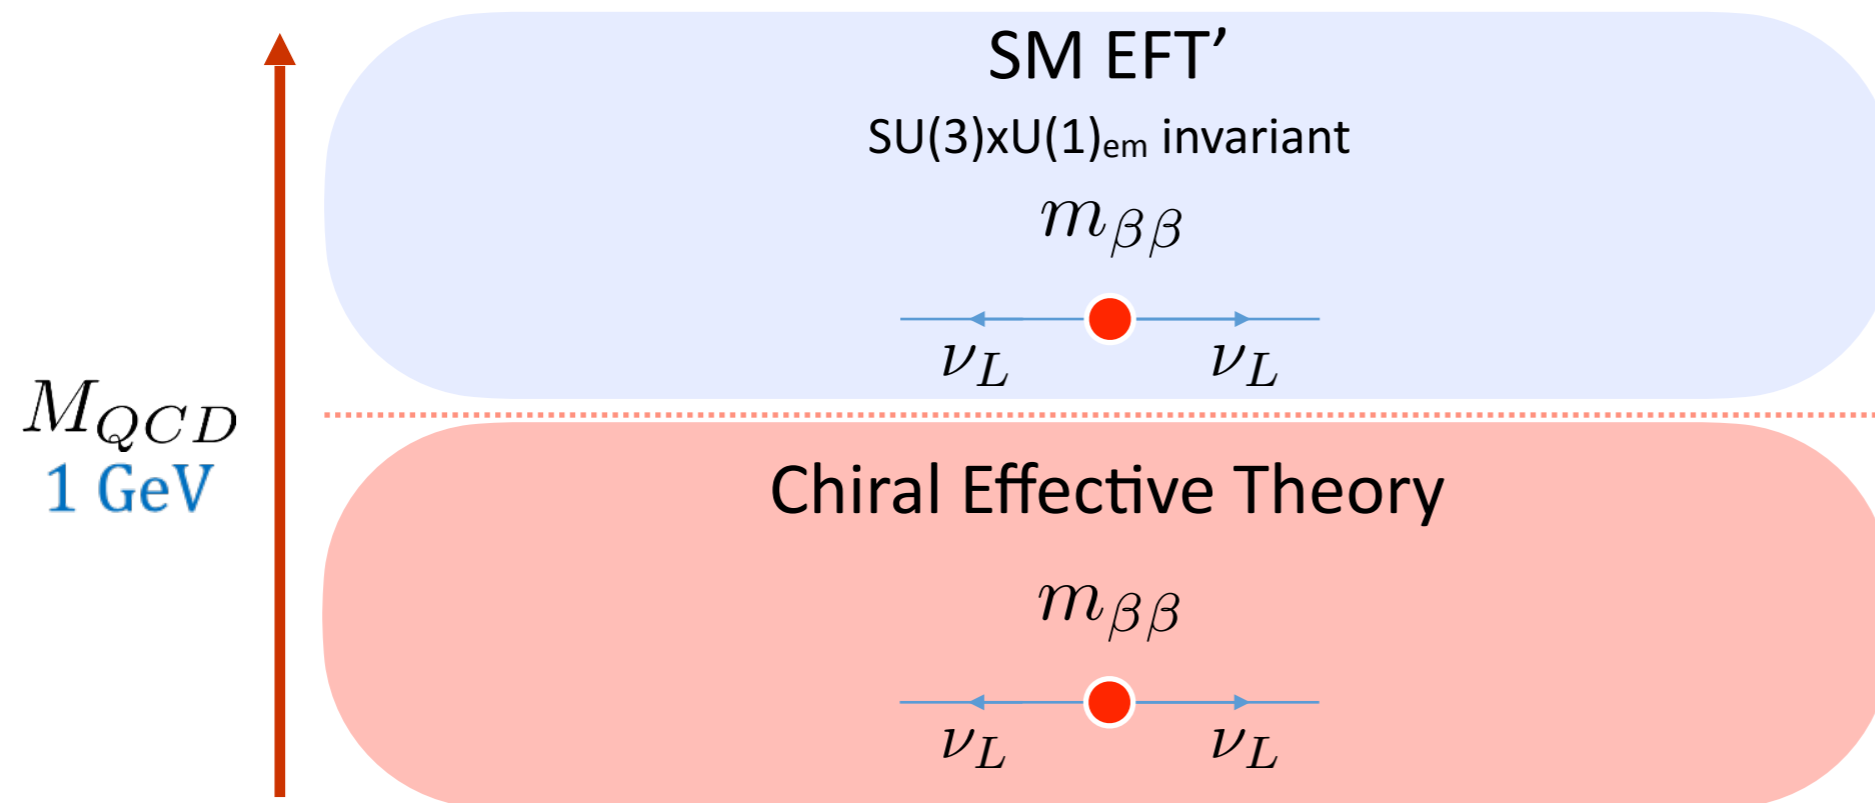 SM EFT’
SU(3)xU(1)em invariant
mββ
νL νL
MQCD
1 GeV
Chiral Effective Theory
mββ
νL νL